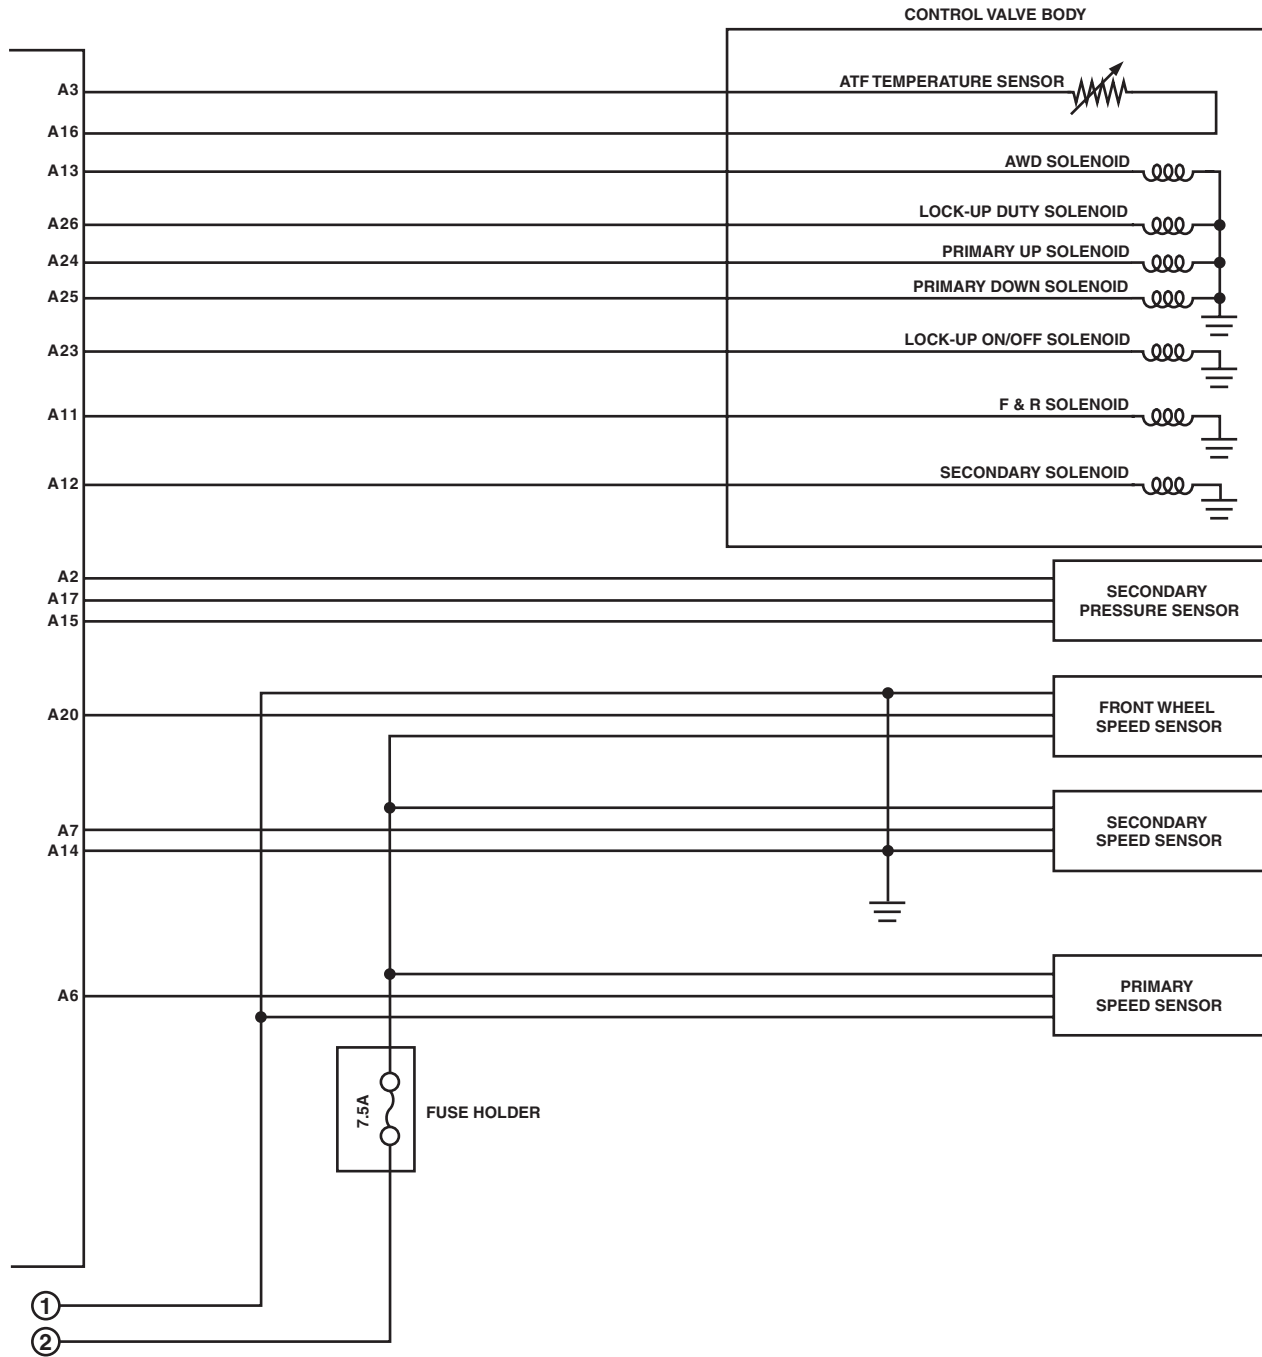 CONTROL VALVE BODY
A3
ATF TEMPERATURE SENSOR
A16
A13
AWD SOLENOID
A26
LOCK-UP DUTY SOLENOID
A24
PRIMARY UP SOLENOID
A25
PRIMARY DOWN SOLENOID
A23
LOCK-UP ON/OFF SOLENOID
A11
F & R SOLENOID
A12
SECONDARY SOLENOID
A2
A17
A15
SECONDARY
PRESSURE SENSOR
A20
FRONT WHEEL
SPEED SENSOR
A7
A14
SECONDARY
SPEED SENSOR
A6
PRIMARY
SPEED SENSOR
7.5A
FUSE HOLDER
1
2